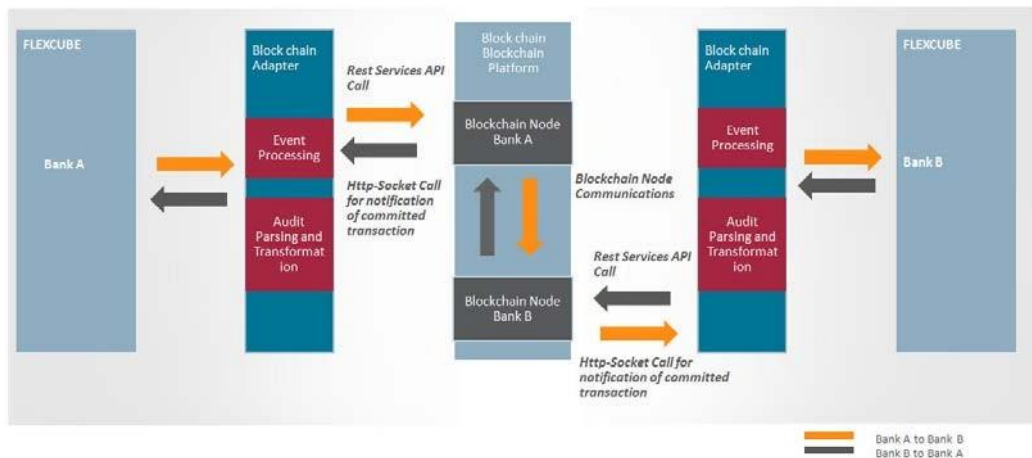 FLEXCUBE
Bank A
Block chain
Adapter
Event
Processing
Audit
Parsing and
Transformat
ion
Rest Services API
Call
Http-Socket Call
for notification
of committed
transaction
Block chain
Blockchain
Platform
Blockchain Node
Bank A
Blockchain Node
Communications
Blockchain Node
Bank B
Rest Services API
Call
Http-Socket Call for
notification of committed
transaction
Block chain
Adapter
Event
Processing
Audit
Parsing and
Transformat
ion
FLEXCUBE
Bank B
Bank A to Bank B
Bank B to Bank A